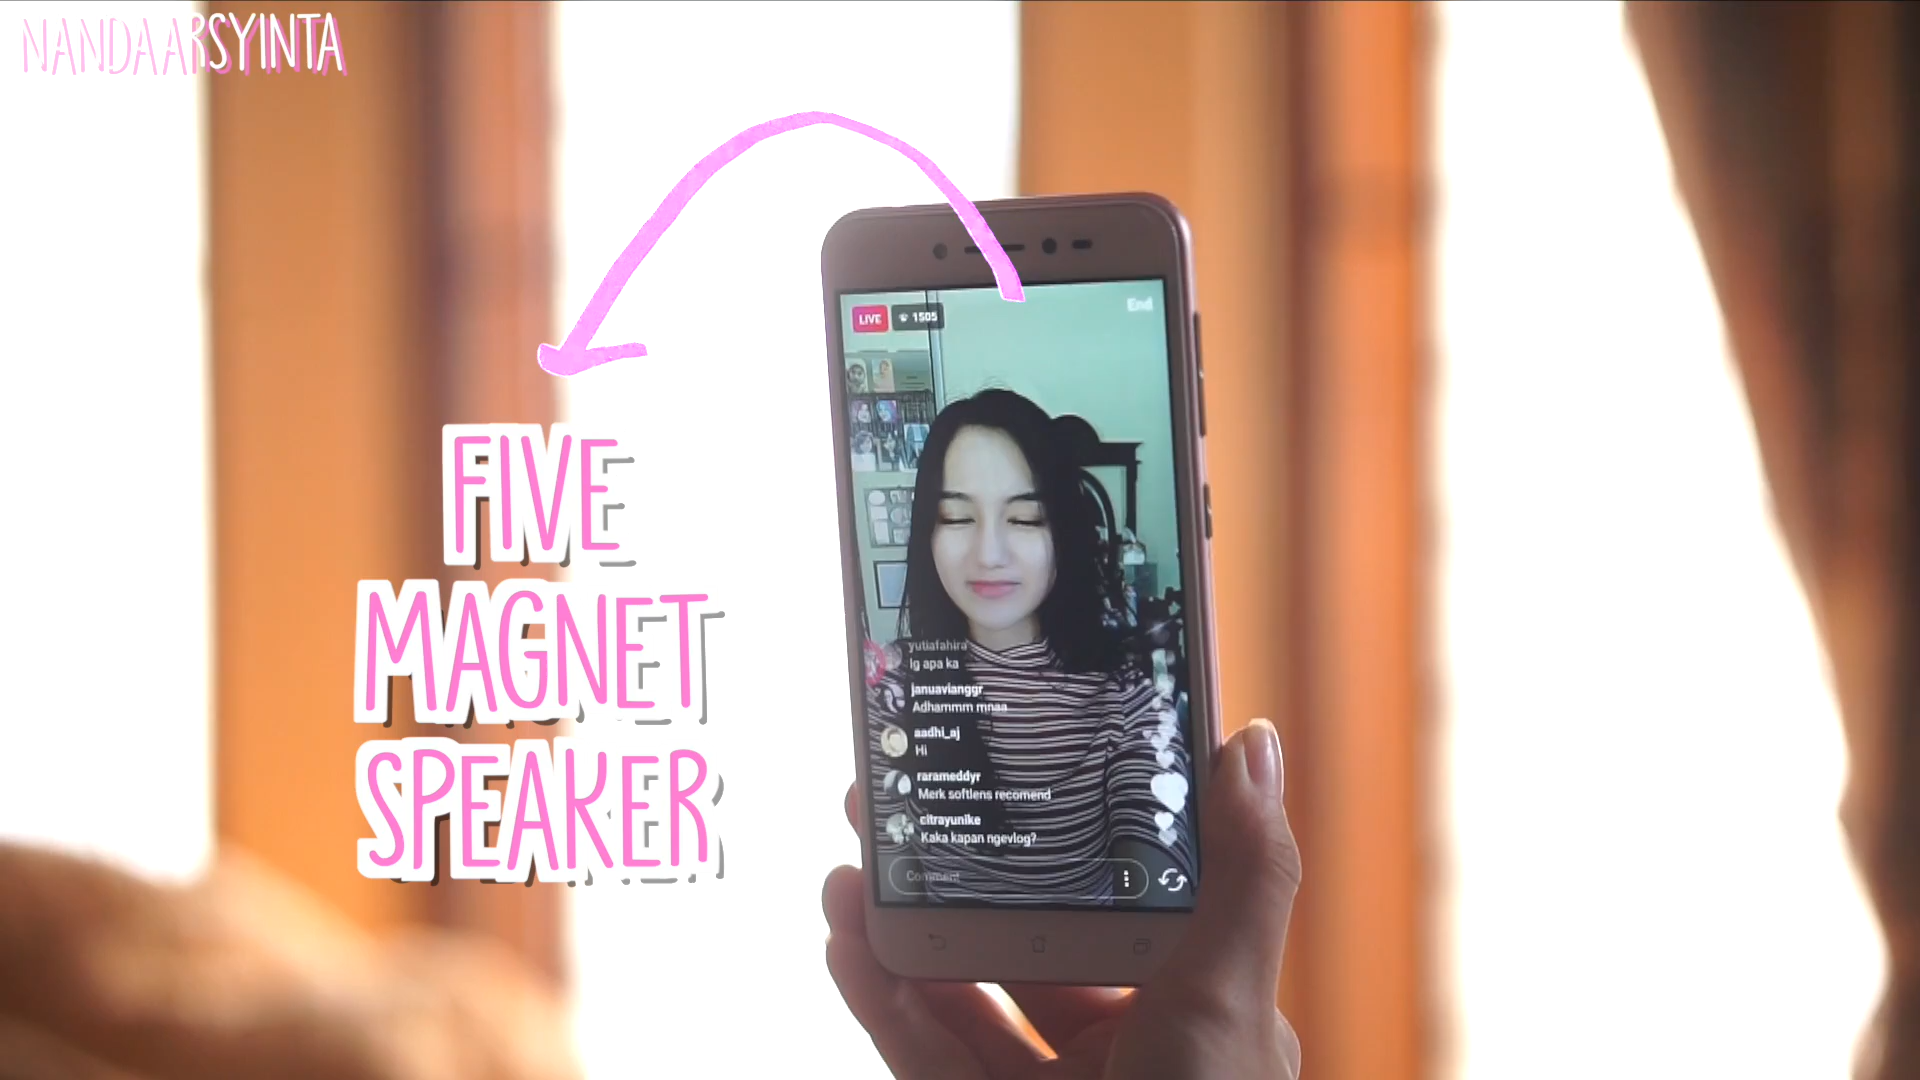 NANDAARSYINTA
FIVE
MAGNET
SPEAKER
LIVE 1505
End
yutiafahira
Ig apa ka
januavianggr
Adhammm mnaa
aadhi_aj
Hi
rarameddyr
Merk softlens recomend
citrayunike
Kaka kapan ngevlog?
Comment